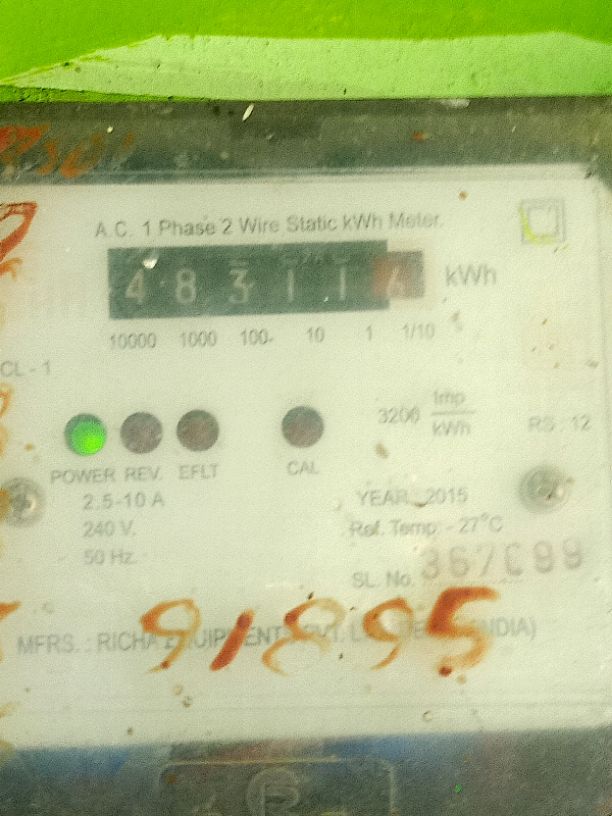 A.C. 1 Phase 2 Wire Static kWh Meter.
4 8 3 1 1 kWh
10000 1000 100 10 1 1/10
CL - 1
3200 Imp/kWh
RS : 12
POWER REV. EFLT CAL
2.5-10 A
YEAR : 2015
240 V.
Ref. Temp. - 27°C
50 Hz.
SL. No.
MFRS. : RICHA EQUIPMENTS INDIA)
91895